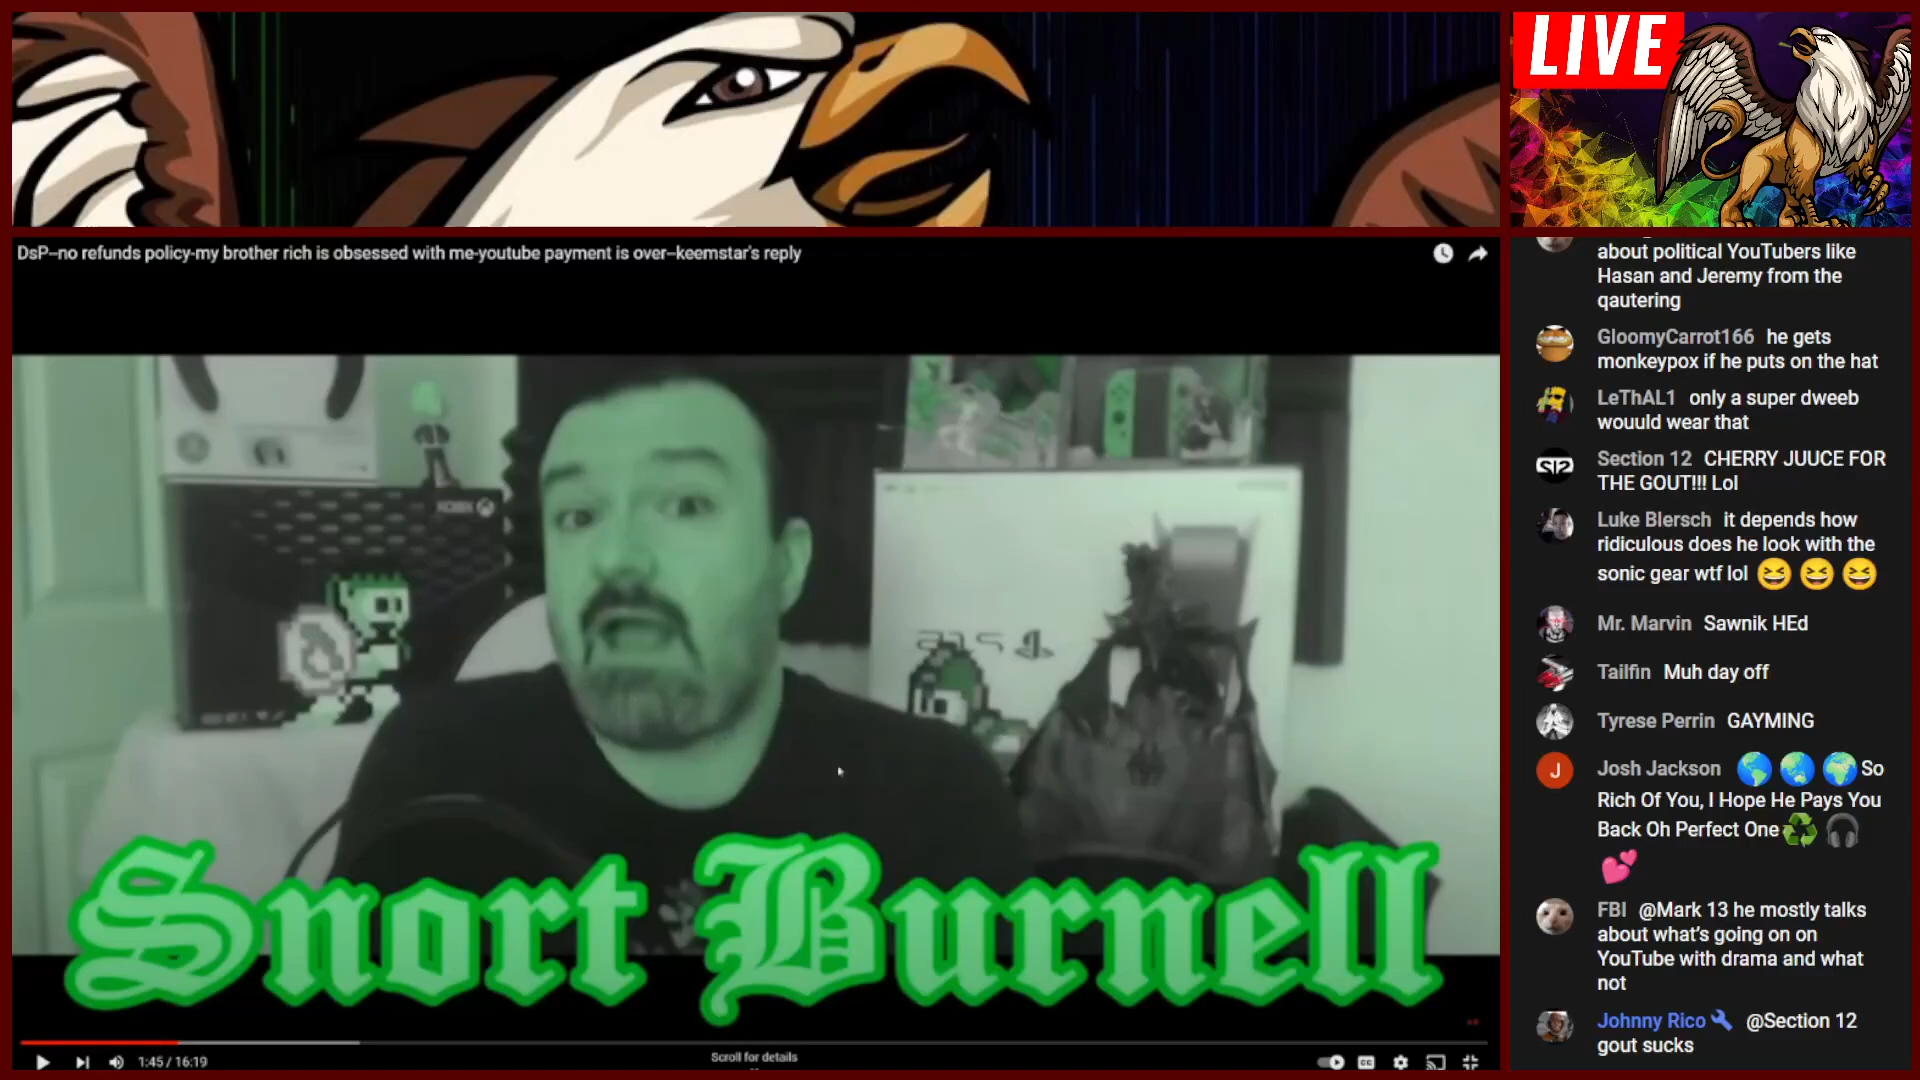 LIVE
DsP--no refunds policy-my brother rich is obsessed with me-youtube payment is over--keemstar's reply
about political YouTubers like
Hasan and Jeremy from the
qautering
GloomyCarrot166 he gets
monkeypox if he puts on the hat
LeThAL1 only a super dweeb
wouuld wear that
Section 12 CHERRY JUUCE FOR
THE GOUT!!! Lol
Luke Blersch it depends how
ridiculous does he look with the
sonic gear wtf lol 😆 😆 😆
Mr. Marvin Sawnik HEd
Tailfin Muh day off
Tyrese Perrin GAYMING
J
Josh Jackson 🌎 🌏 🌍 So
Rich Of You, I Hope He Pays You
Back Oh Perfect One ♻️ 🎧
💕
FBI @Mark 13 he mostly talks
about what's going on on
YouTube with drama and what
not
Johnny Rico 🔧 @Section 12
gout sucks
XBOX
Snort Burnell
1:45 / 16:19
Scroll for details
CC